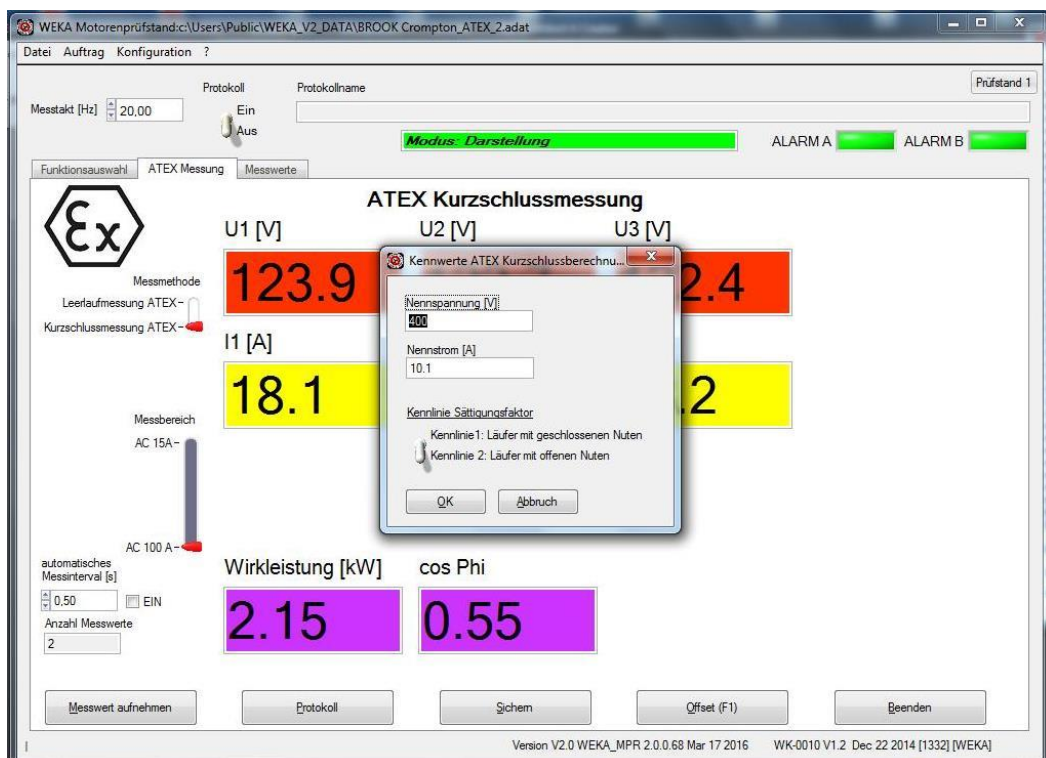 WEKA Motorenprüfstand:c:\Users\Public\WEKA_V2_DATA\BROOK Crompton_ATEX_2.adat
Datei Auftrag Konfiguration ?
Prüfstand 1
Protokoll Protokollname
Messtakt [Hz] 20,00 Ein
Aus
Modus: Darstellung ALARM A ALARM B
Funktionsauswahl ATEX Messung Messwerte
ATEX Kurzschlussmessung
Ex
U1 [V] U2 [V] U3 [V]
123.9 2.4
Messmethode
Leerlaufmessung ATEX
Kurzschlussmessung ATEX
I1 [A]
18.1 .2
Messbereich
AC 15A
AC 100 A
Kennwerte ATEX Kurzschlussberechnu...
Nennspannung [V]
400
Nennstrom [A]
10.1
Kennlinie Sättigungsfaktor
Kennlinie1: Läufer mit geschlossenen Nuten
Kennlinie 2: Läufer mit offenen Nuten
OK Abbruch
automatisches
Messinterval [s]
0,50 EIN
Anzahl Messwerte
2
Wirkleistung [kW] cos Phi
2.15 0.55
Messwert aufnehmen Protokoll Sichern Offset (F1) Beenden
Version V2.0 WEKA_MPR 2.0.0.68 Mar 17 2016 WK-0010 V1.2 Dec 22 2014 [1332] [WEKA]